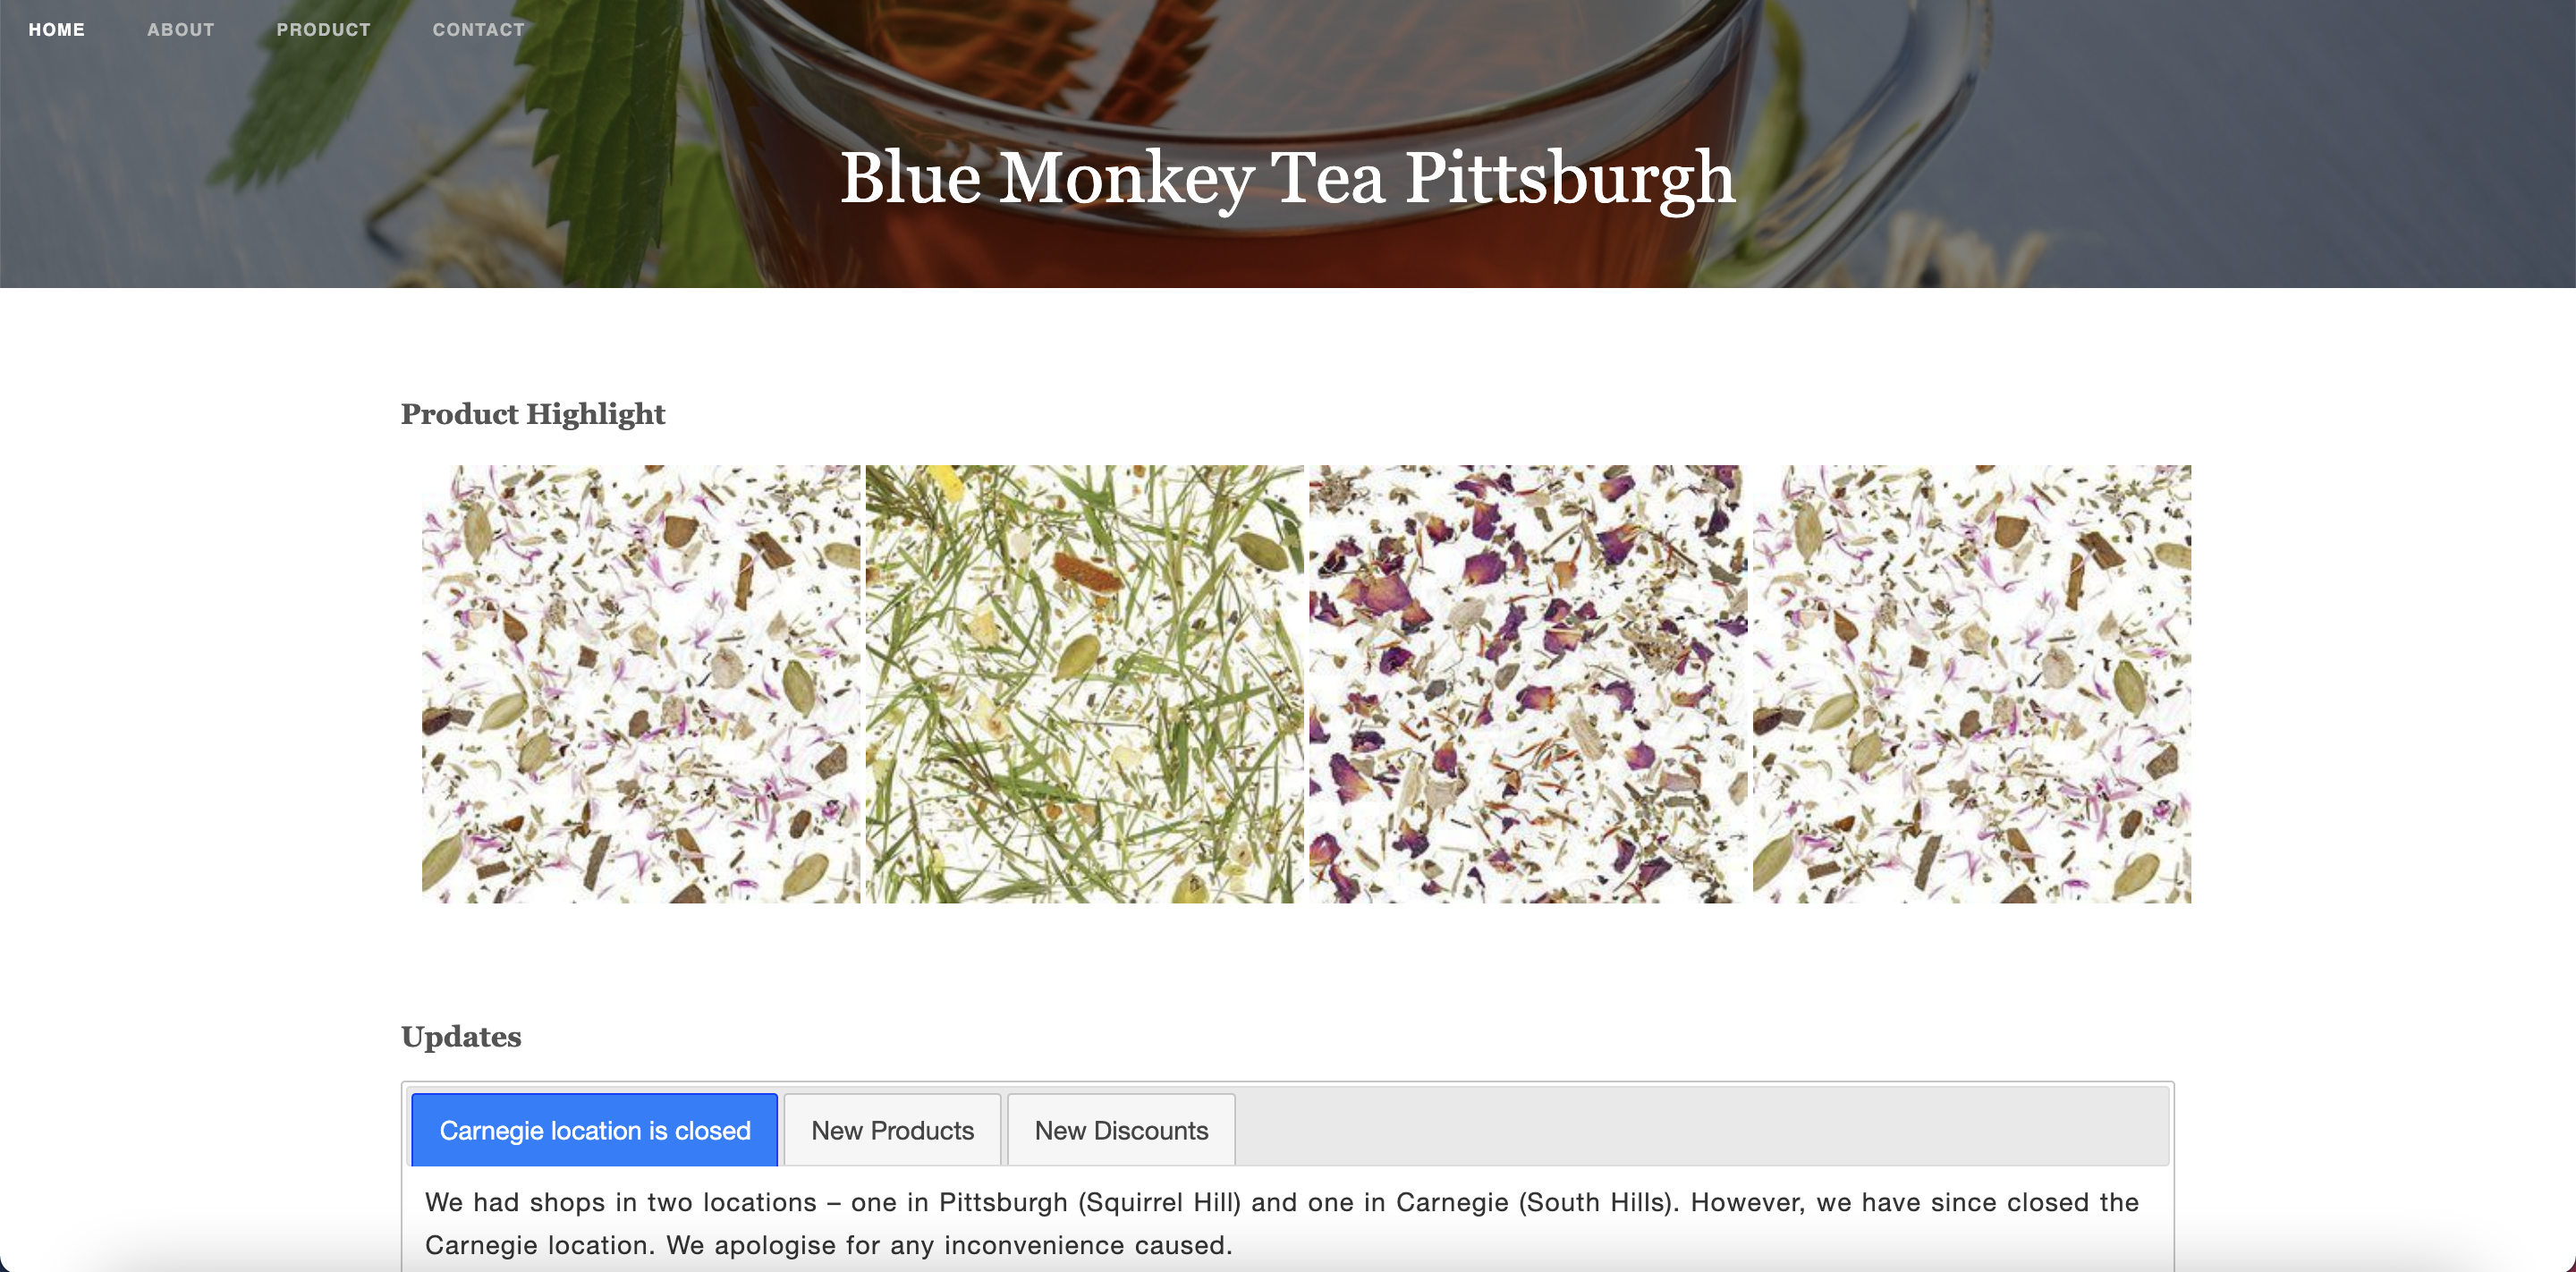 HOME ABOUT PRODUCT CONTACT
Blue Monkey Tea Pittsburgh
Product Highlight
Updates
Carnegie location is closed New Products New Discounts
We had shops in two locations – one in Pittsburgh (Squirrel Hill) and one in Carnegie (South Hills). However, we have since closed the
Carnegie location. We apologise for any inconvenience caused.